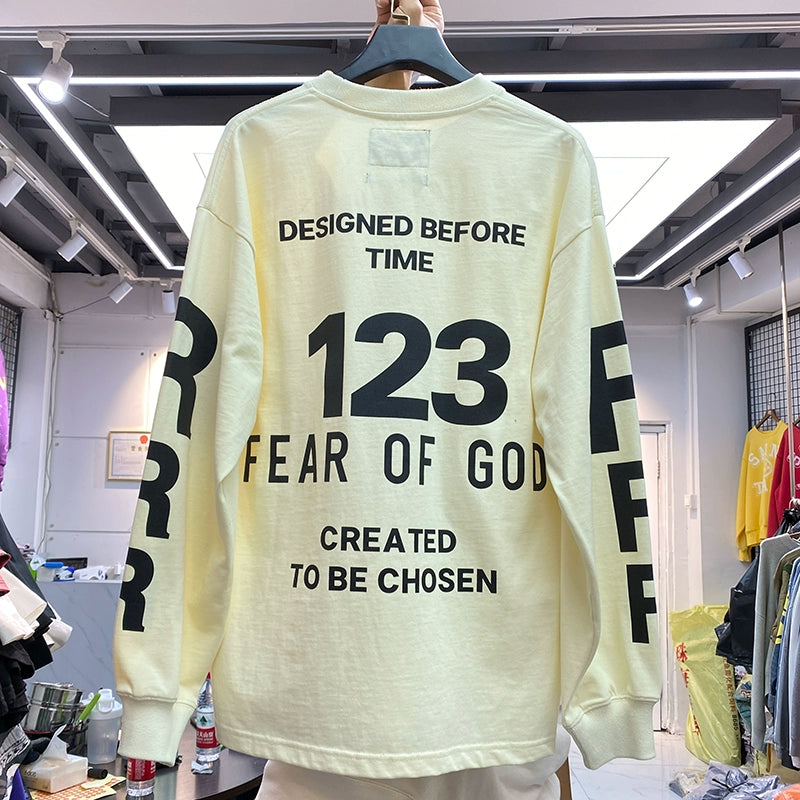 DESIGNED BEFORE
TIME
123
FEAR OF GOD
CREATED
TO BE CHOSEN
R
R
R
F
F
F